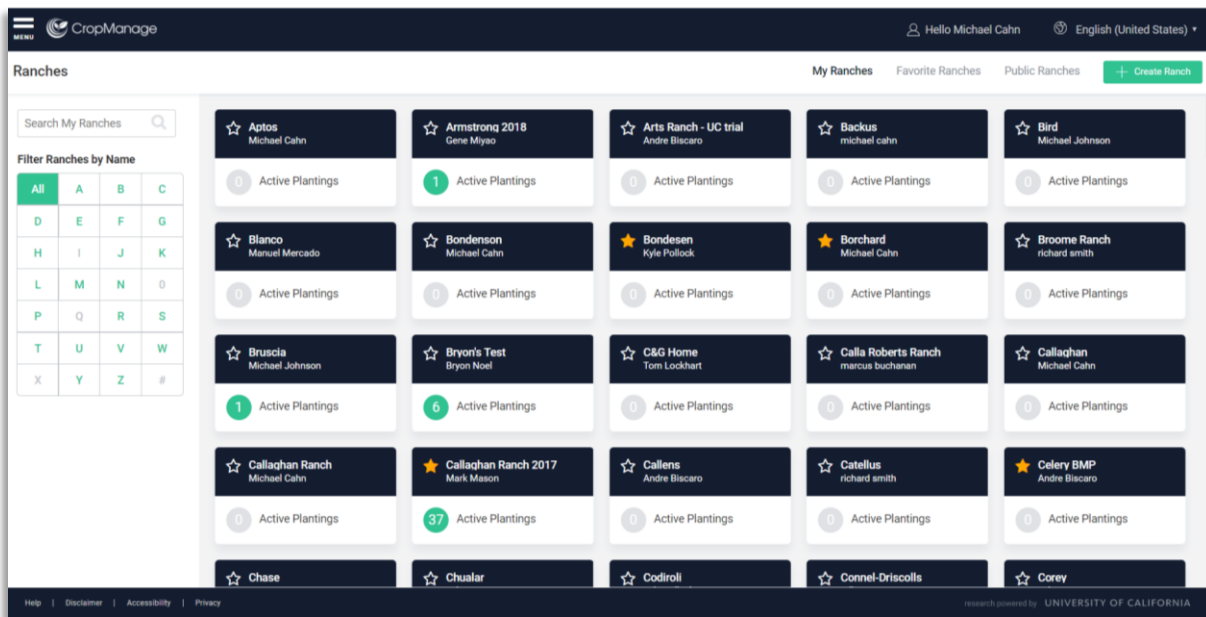 MENU CropManage Hello Michael Cahn English (United States)
Ranches My Ranches Favorite Ranches Public Ranches Create Ranch
Search My Ranches
Filter Ranches by Name
All A B C
D E F G
H I J K
L M N O
P Q R S
T U V W
X Y Z #
Aptos
Michael Cahn
0 Active Plantings
Armstrong 2018
Gene Miyao
1 Active Plantings
Arts Ranch - UC trial
Andre Biscaro
0 Active Plantings
Backus
michael cahn
0 Active Plantings
Bird
Michael Johnson
0 Active Plantings
Blanco
Manuel Mercado
0 Active Plantings
Bondenson
Michael Cahn
0 Active Plantings
Bondesen
Kyle Pollock
0 Active Plantings
Borchard
Michael Cahn
0 Active Plantings
Broome Ranch
richard smith
0 Active Plantings
Bruscia
Michael Johnson
1 Active Plantings
Bryon's Test
Bryon Noel
6 Active Plantings
C&G Home
Tom Lockhart
0 Active Plantings
Calla Roberts Ranch
marcus buchanan
0 Active Plantings
Callaghan
Michael Cahn
0 Active Plantings
Callaghan Ranch
Michael Cahn
0 Active Plantings
Callaghan Ranch 2017
Mark Mason
37 Active Plantings
Callens
Andre Biscaro
0 Active Plantings
Catellus
richard smith
0 Active Plantings
Celery BMP
Andre Biscaro
0 Active Plantings
Chase
Chualar
Codiroli
Connel-Driscolls
Corey
Help | Disclaimer | Accessibility | Privacy
research powered by UNIVERSITY OF CALIFORNIA